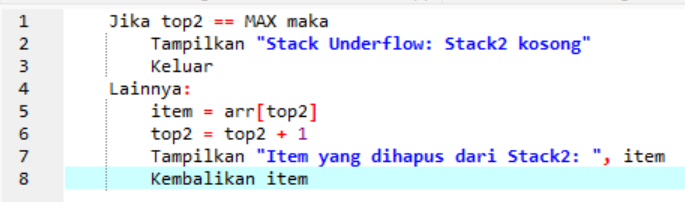 1 Jika top2 == MAX maka
2 Tampilkan "Stack Underflow: Stack2 kosong"
3 Keluar
4 Lainnya:
5 item = arr[top2]
6 top2 = top2 + 1
7 Tampilkan "Item yang dihapus dari Stack2: ", item
8 Kembalikan item